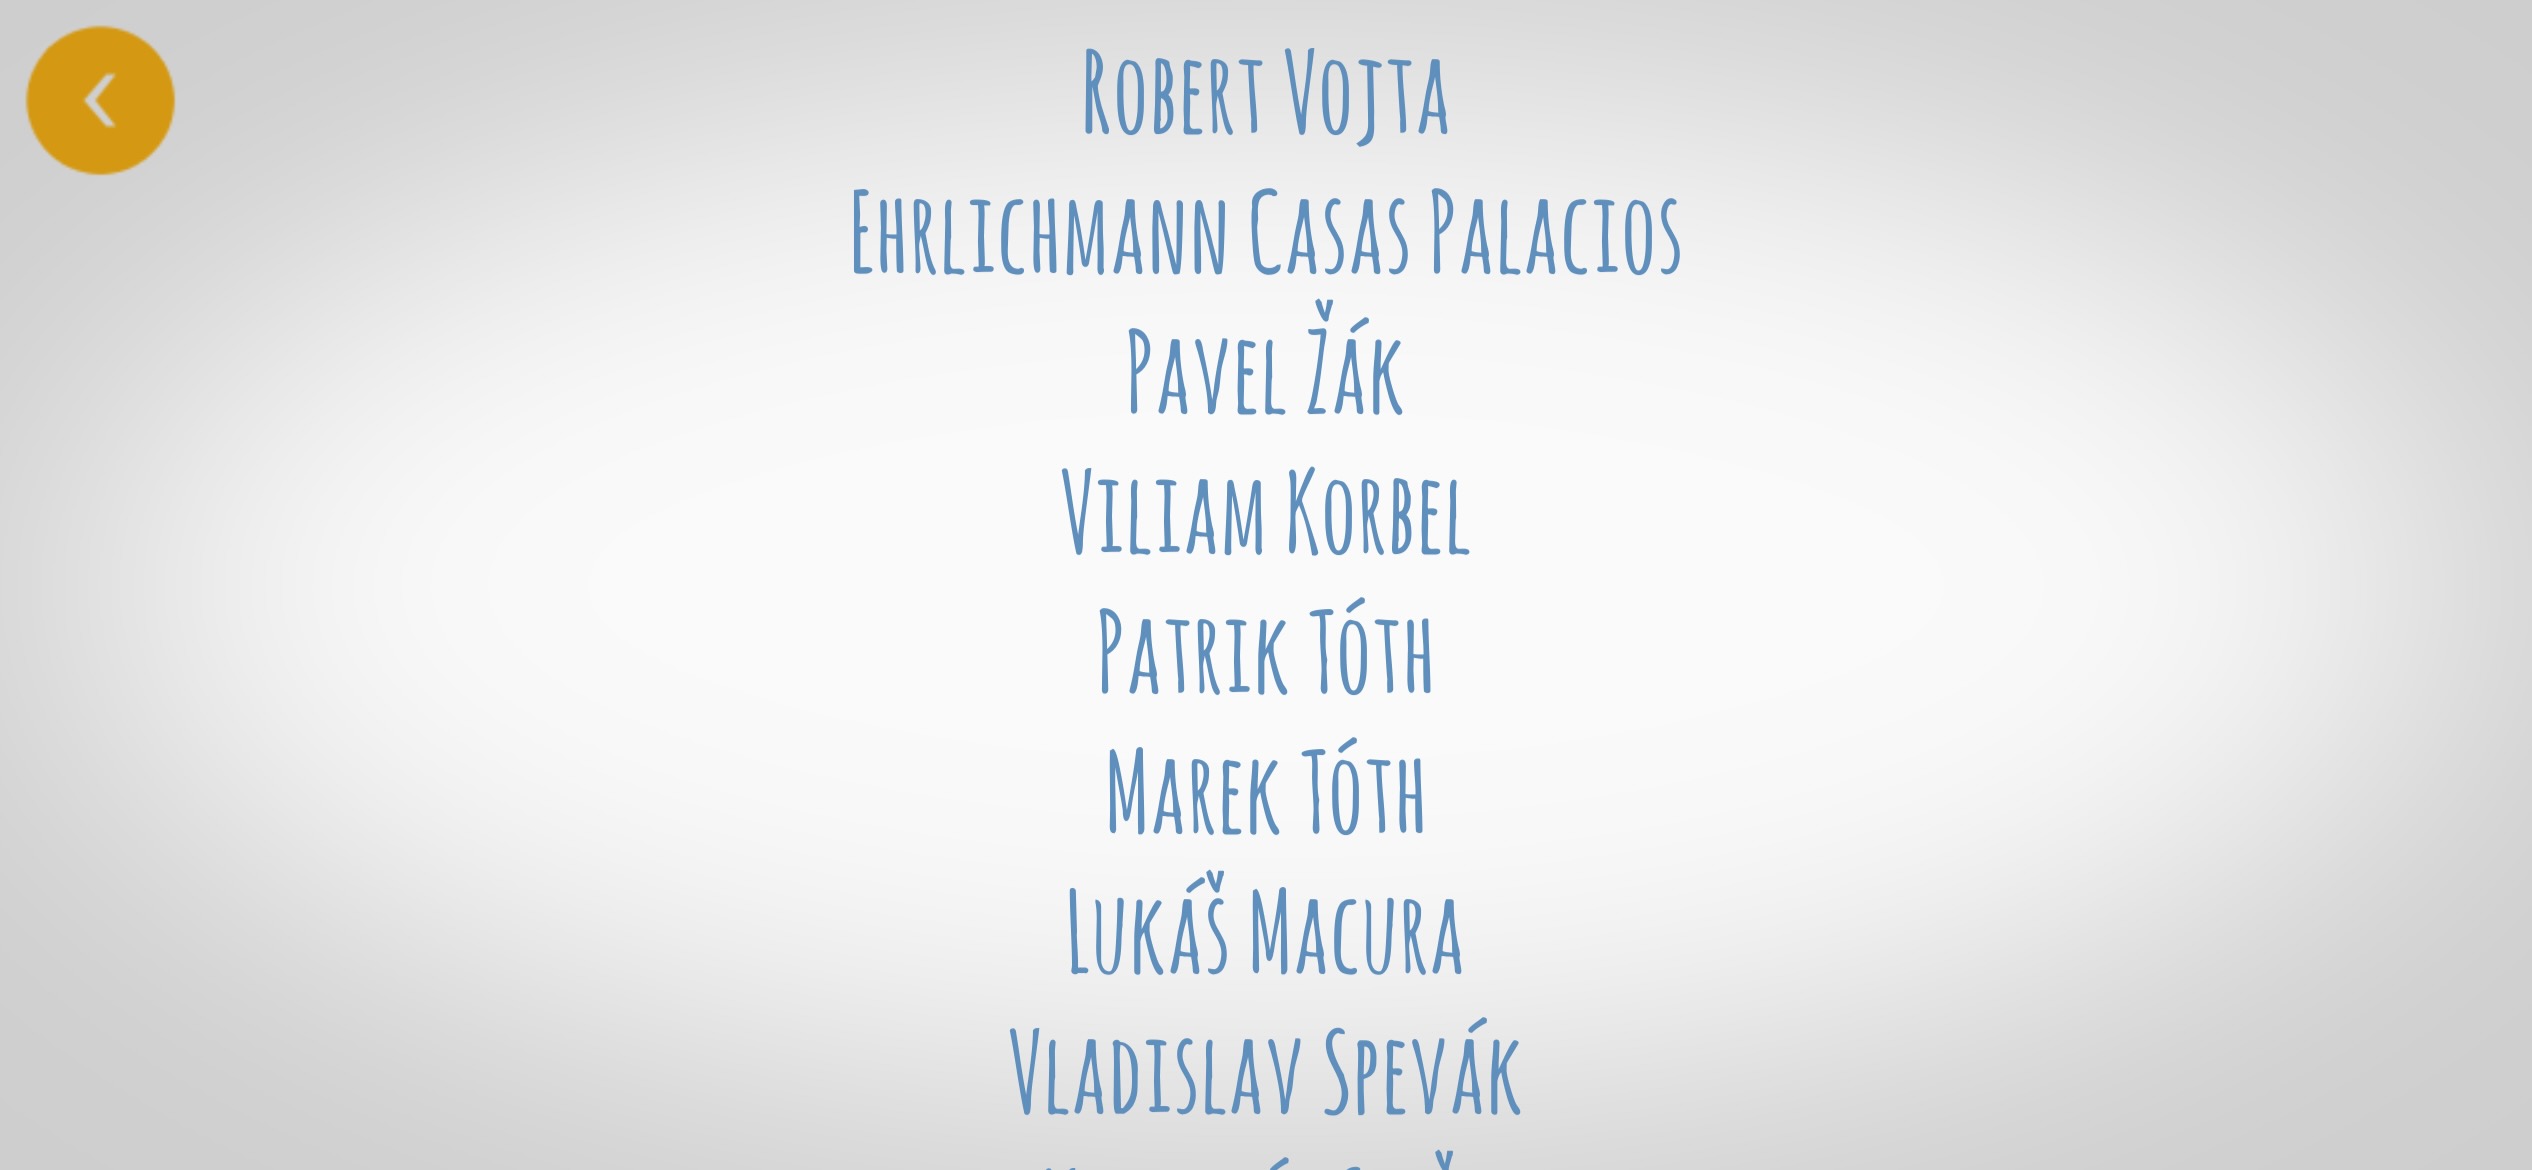 Robert Vojta
Ehrlichmann Casas Palacios
Pavel Žák
Viliam Korbel
Patrik Tóth
Marek Tóth
Lukáš Macura
Vladislav Spevák